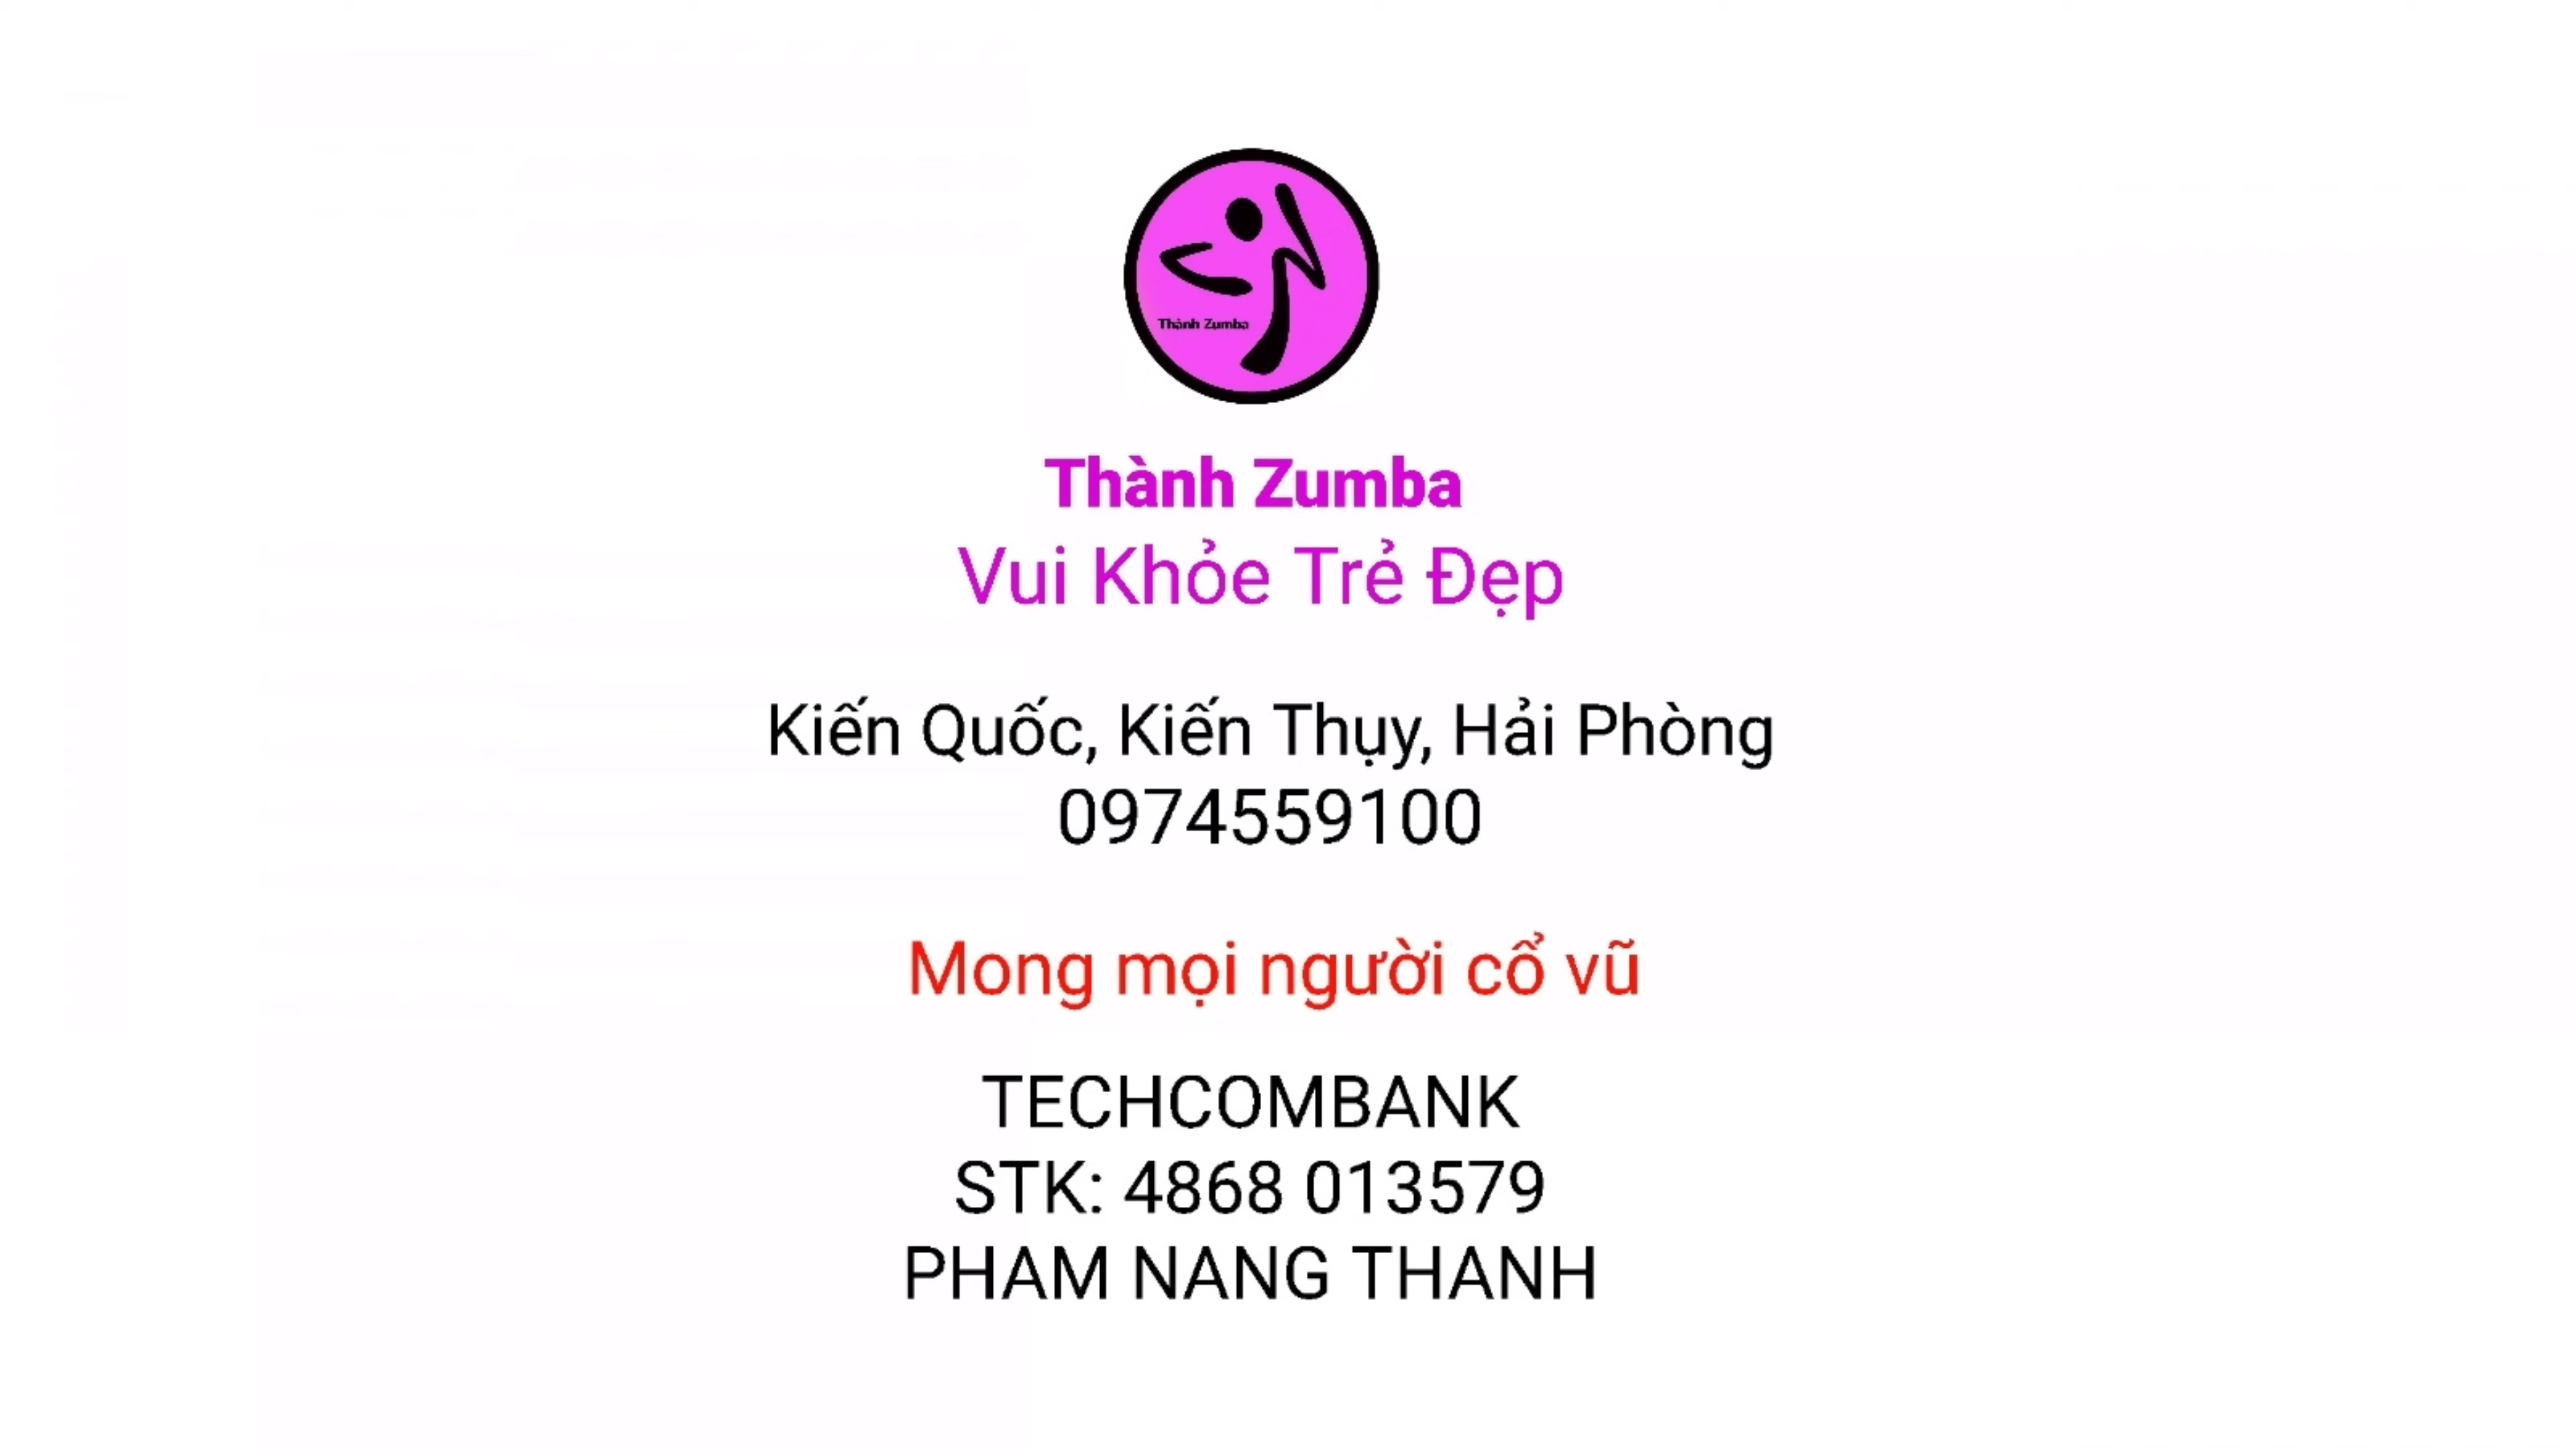 Thành Zumba
Thành Zumba
Vui Khỏe Trẻ Đẹp
Kiến Quốc, Kiến Thụy, Hải Phòng
0974559100
Mong mọi người cổ vũ
TECHCOMBANK
STK: 4868 013579
PHAM NANG THANH